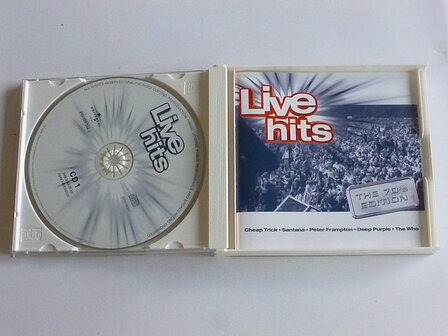 Live
hits
CD 1
Live
hits
THE 70's
EDITION
Cheap Trick • Santana • Peter Frampton • Deep Purple • The Who